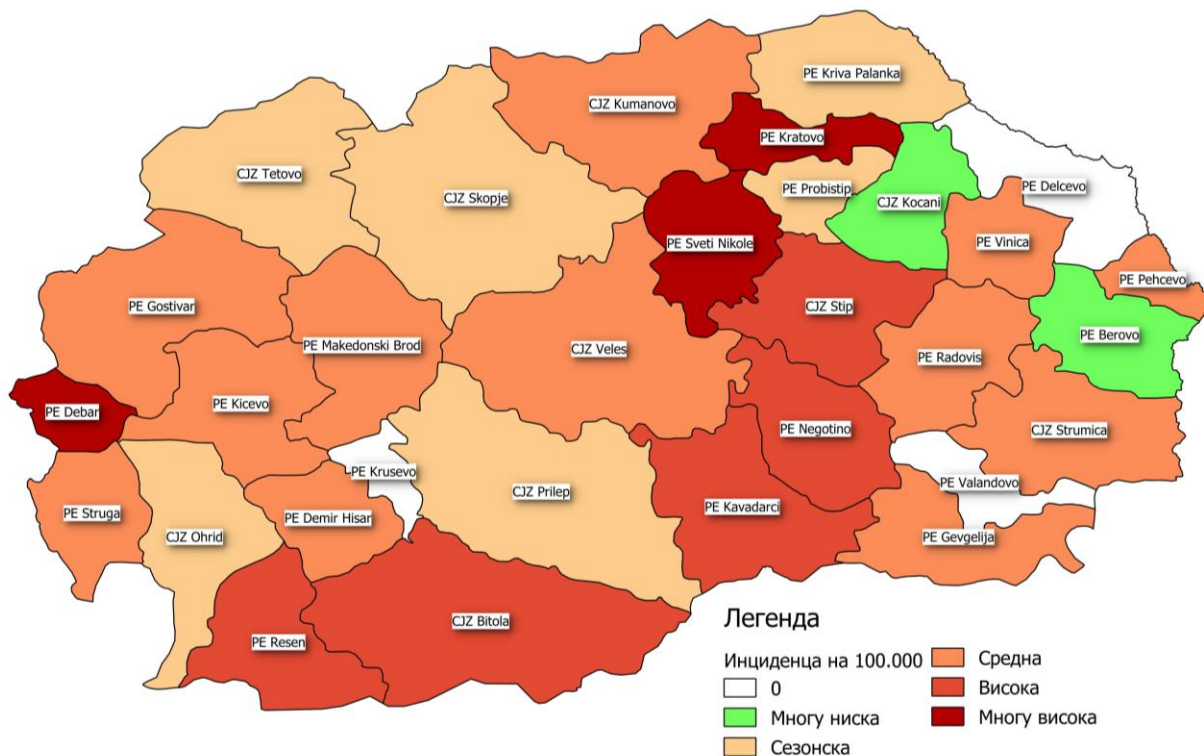 PE Kriva Palanka
CJZ Kumanovo
PE Kratovo
CJZ Tetovo
PE Delcevo
PE Probistip
CJZ Skopje
CJZ Kocani
PE Vinica
PE Sveti Nikole
PE Pehcevo
PE Gostivar
CJZ Stip
PE Berovo
PE Makedonski Brod
CJZ Veles
PE Radovis
PE Kicevo
PE Debar
PE Negotino
CJZ Strumica
PE Krusevo
PE Valandovo
CJZ Prilep
PE Kavadarci
PE Struga
PE Demir Hisar
CJZ Ohrid
PE Gevgelija
CJZ Bitola
PE Resen
Легенда
Инциденца на 100.000
0
Многу ниска
Сезонска
Средна
Висока
Многу висока